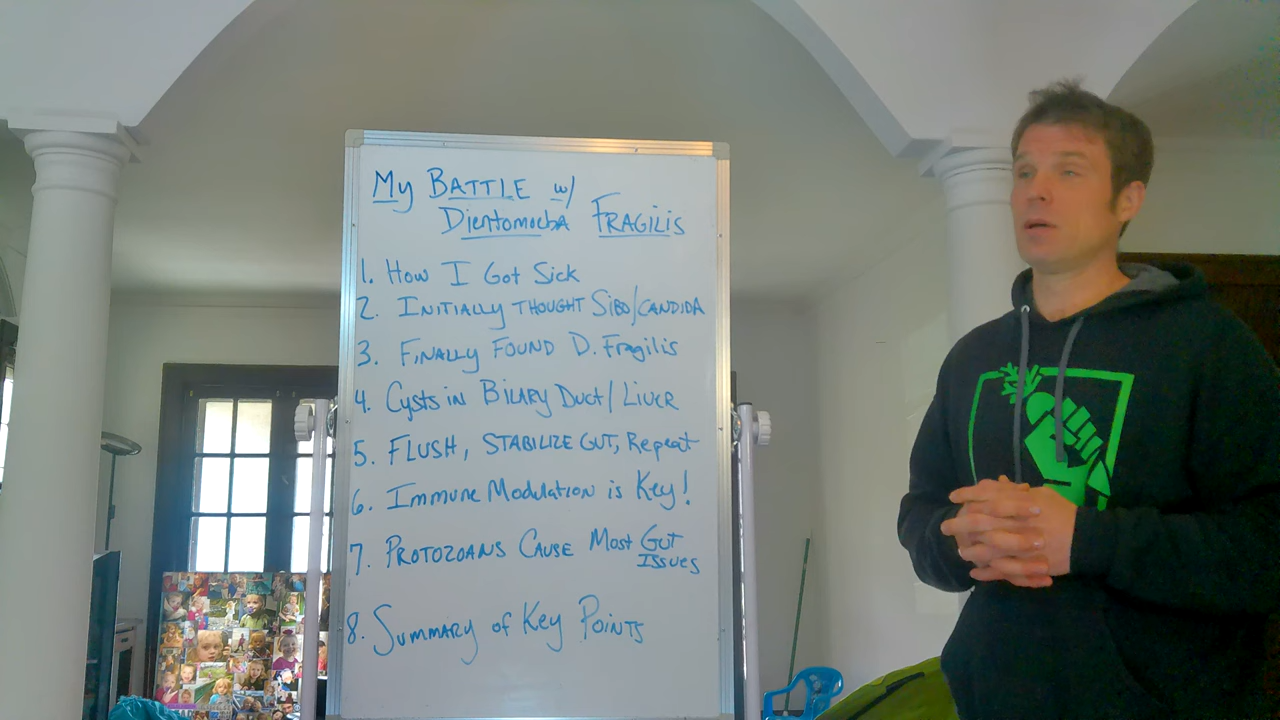 My BATTLE w/
Dientomoeba FRAGILIS
1. How I Got Sick
2. INITIALLY THOUGHT SIBO/CANDIDA
3. FINALLY FOUND D. Fragilis
4. Cysts in BILARY Duct/LIVER
5. FLUSH, STABILIZE GUT, Repeat
6. Immune Modulation is Key!
7. PROTOZOANS CAUSE Most GUT
ISSUES
8. Summary of Key POINTS